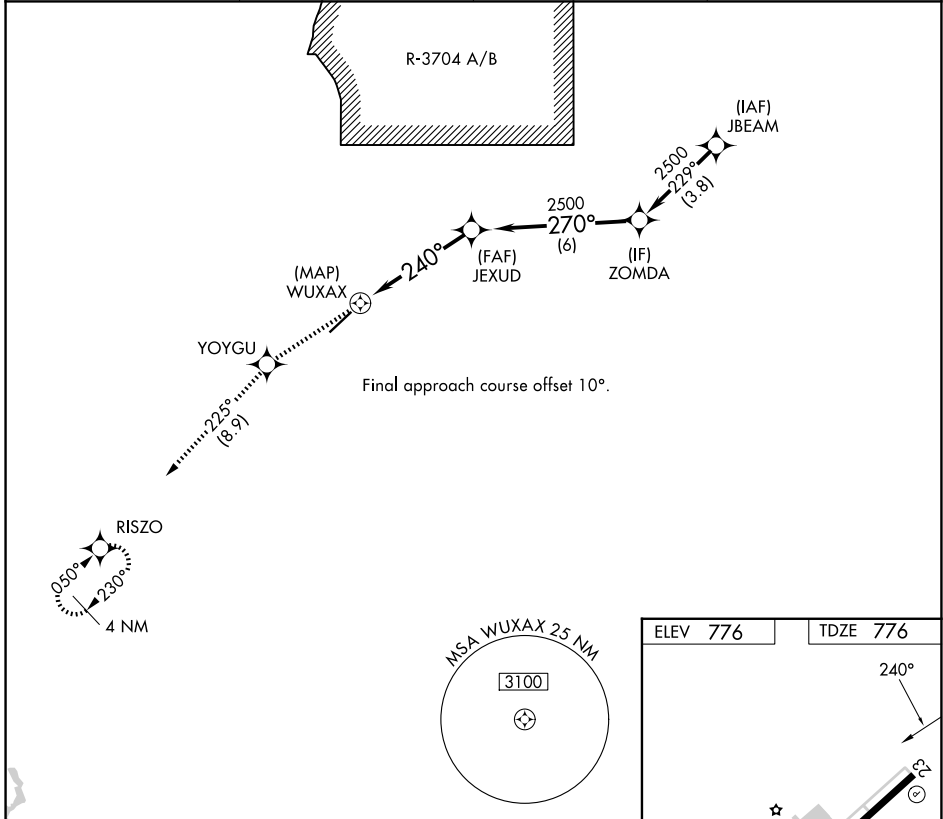 R-3704 A/B
(IAF)
JBEAM
2500
229°
(3.8)
2500
270°
(6)
(IF)
ZOMDA
(FAF)
JEXUD
240°
(MAP)
WUXAX
YOYGU
Final approach course offset 10°.
225°
(8.9)
RISZO
050°
230°
4 NM
MSA WUXAX 25 NM
3100
ELEV 776
TDZE 776
240°
23
P